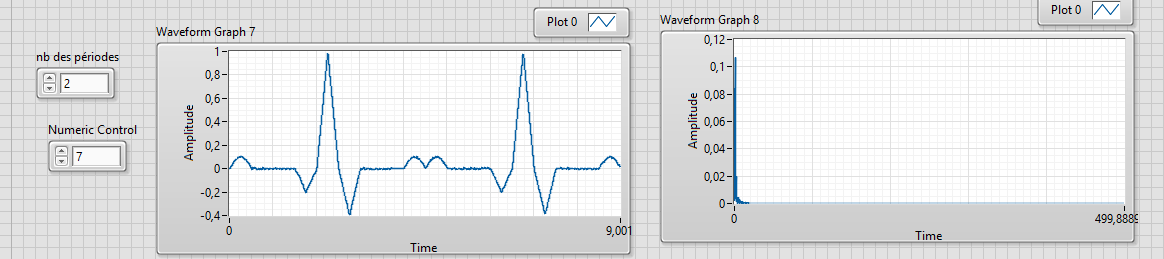 nb des périodes
2
Numeric Control
7
Waveform Graph 7
Plot 0
Amplitude
1
0,8
0,6
0,4
0,2
0
-0,2
-0,4
0
9,001
Time
Waveform Graph 8
Plot 0
Amplitude
0,12
0,1
0,08
0,06
0,04
0,02
0
0
Time